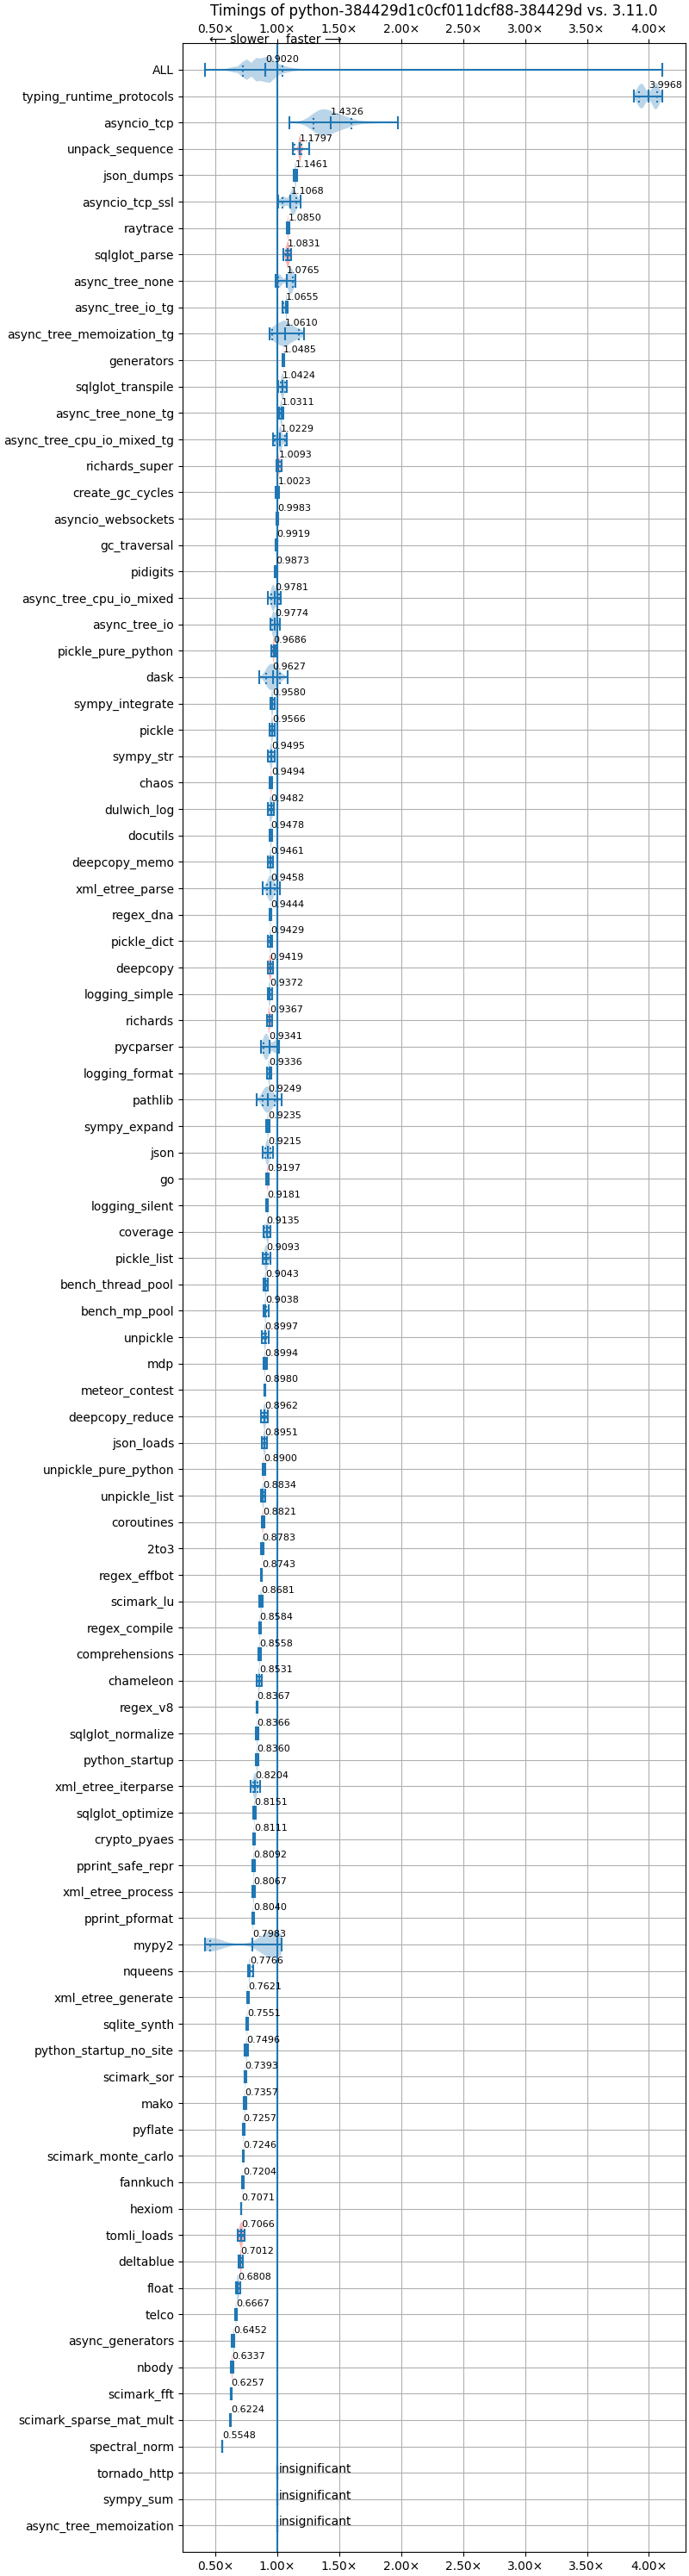 Timings of python-384429d1c0cf011dcf88-384429d vs. 3.11.0
0.50× 1.00× 1.50× 2.00× 2.50× 3.00× 3.50× 4.00×
⟵ slower faster ⟶
ALL 0.9020
typing_runtime_protocols 3.9968
asyncio_tcp 1.4326
unpack_sequence 1.1797
json_dumps 1.1461
asyncio_tcp_ssl 1.1068
raytrace 1.0850
sqlglot_parse 1.0831
async_tree_none 1.0765
async_tree_io_tg 1.0655
async_tree_memoization_tg 1.0610
generators 1.0485
sqlglot_transpile 1.0424
async_tree_none_tg 1.0311
async_tree_cpu_io_mixed_tg 1.0229
richards_super 1.0093
create_gc_cycles 1.0023
asyncio_websockets 0.9983
gc_traversal 0.9919
pidigits 0.9873
async_tree_cpu_io_mixed 0.9781
async_tree_io 0.9774
pickle_pure_python 0.9686
dask 0.9627
sympy_integrate 0.9580
pickle 0.9566
sympy_str 0.9495
chaos 0.9494
dulwich_log 0.9482
docutils 0.9478
deepcopy_memo 0.9461
xml_etree_parse 0.9458
regex_dna 0.9444
pickle_dict 0.9429
deepcopy 0.9419
logging_simple 0.9372
richards 0.9367
pycparser 0.9341
logging_format 0.9336
pathlib 0.9249
sympy_expand 0.9235
json 0.9215
go 0.9197
logging_silent 0.9181
coverage 0.9135
pickle_list 0.9093
bench_thread_pool 0.9043
bench_mp_pool 0.9038
unpickle 0.8997
mdp 0.8994
meteor_contest 0.8980
deepcopy_reduce 0.8962
json_loads 0.8951
unpickle_pure_python 0.8900
unpickle_list 0.8834
coroutines 0.8821
2to3 0.8783
regex_effbot 0.8743
scimark_lu 0.8681
regex_compile 0.8584
comprehensions 0.8558
chameleon 0.8531
regex_v8 0.8367
sqlglot_normalize 0.8366
python_startup 0.8360
xml_etree_iterparse 0.8204
sqlglot_optimize 0.8151
crypto_pyaes 0.8111
pprint_safe_repr 0.8092
xml_etree_process 0.8067
pprint_pformat 0.8040
mypy2 0.7983
nqueens 0.7766
xml_etree_generate 0.7621
sqlite_synth 0.7551
python_startup_no_site 0.7496
scimark_sor 0.7393
mako 0.7357
pyflate 0.7257
scimark_monte_carlo 0.7246
fannkuch 0.7204
hexiom 0.7071
tomli_loads 0.7066
deltablue 0.7012
float 0.6808
telco 0.6667
async_generators 0.6452
nbody 0.6337
scimark_fft 0.6257
scimark_sparse_mat_mult 0.6224
spectral_norm 0.5548
tornado_http insignificant
sympy_sum insignificant
async_tree_memoization insignificant
0.50× 1.00× 1.50× 2.00× 2.50× 3.00× 3.50× 4.00×